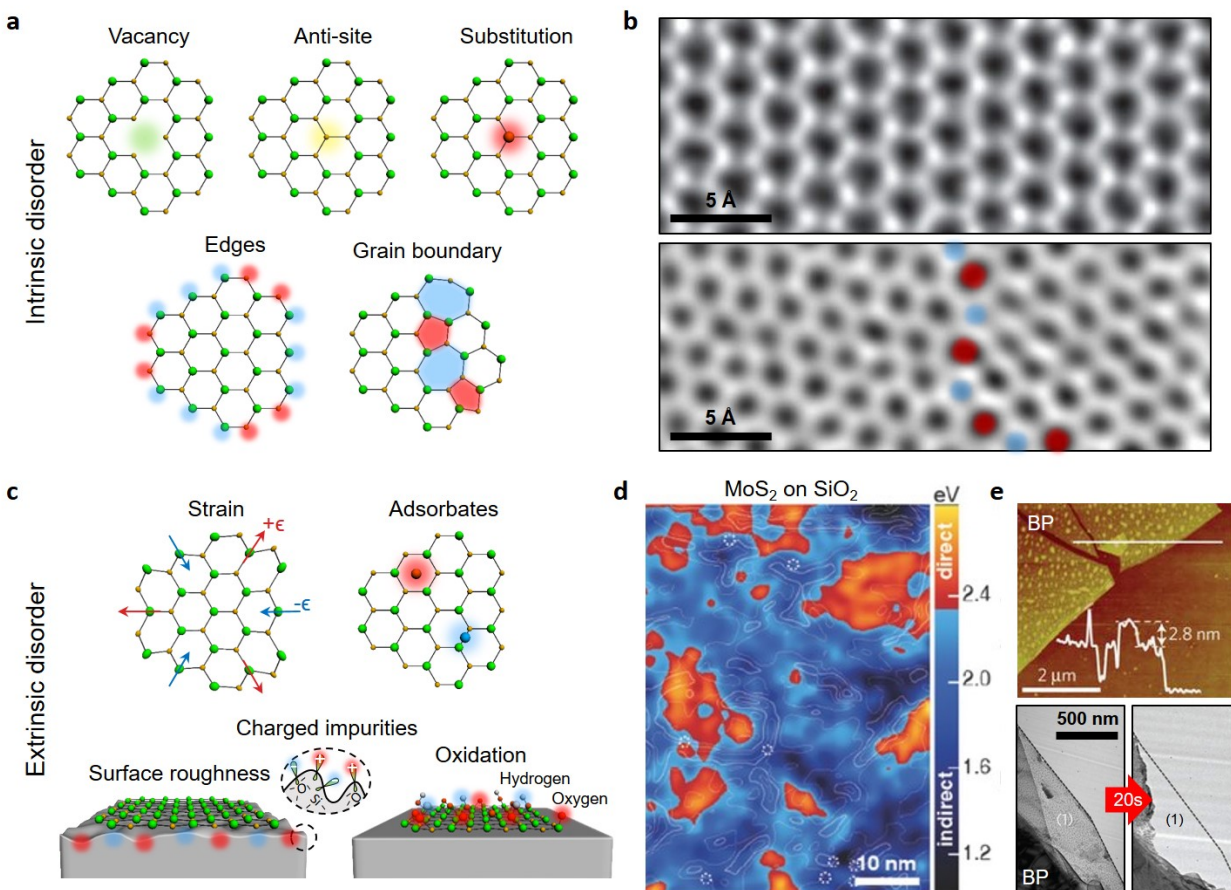 a
Intrinsic disorder
Vacancy
Anti-site
Substitution
Edges
Grain boundary
b
5 Å
5 Å
c
Extrinsic disorder
Strain
+ϵ
-ϵ
Adsorbates
Charged impurities
Surface roughness
+
+
O
Si
O
Oxidation
Hydrogen
Oxygen
d
MoS₂ on SiO₂
eV
direct
2.4
2.0
1.6
indirect
1.2
10 nm
e
BP
2.8 nm
2 μm
500 nm
20s
(1)
(1)
BP